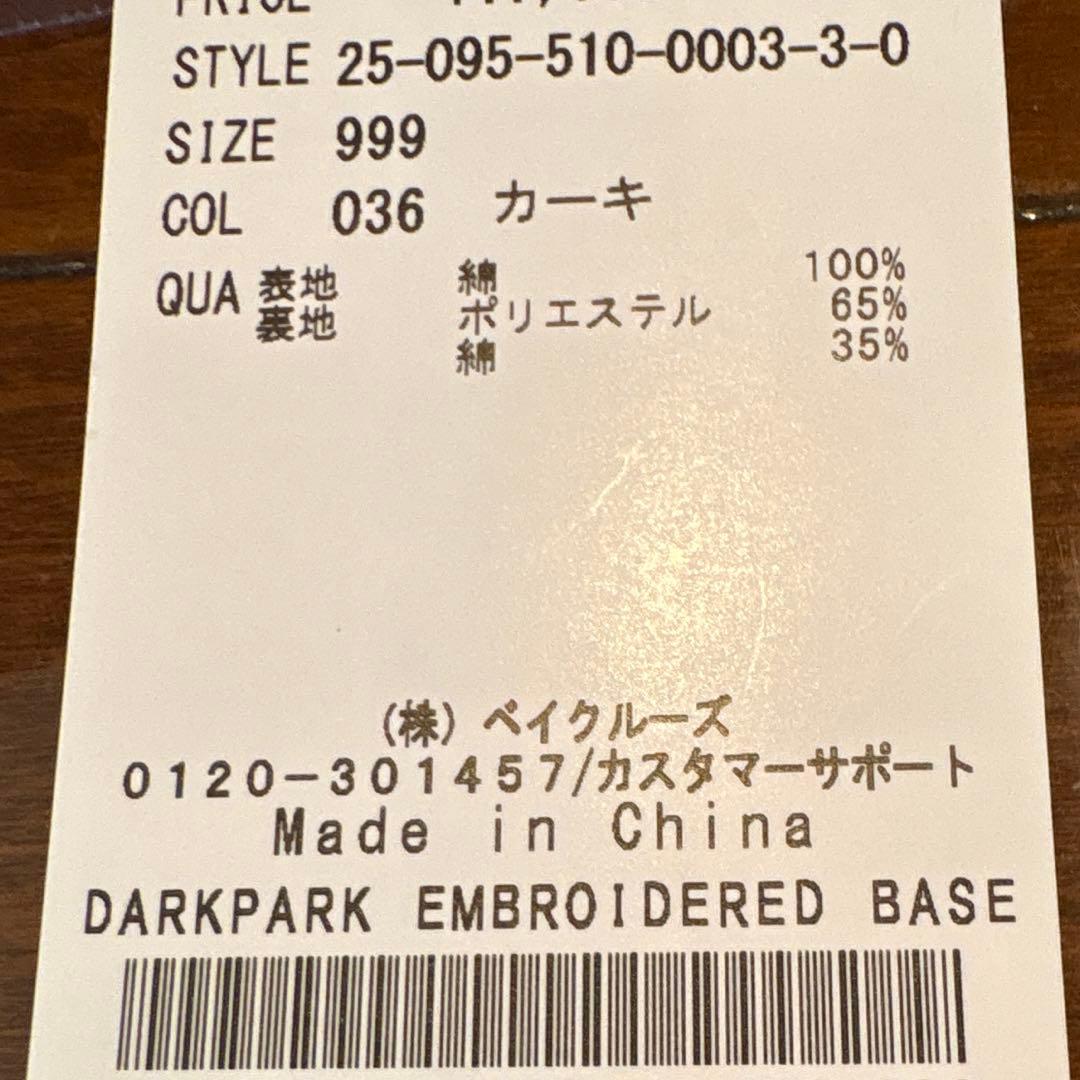 PRICE
STYLE 25-095-510-0003-3-0
SIZE 999
COL 036 カーキ
QUA 表地 綿 100%
裏地 ポリエステル 65%
綿 35%
(株) ベイクルーズ
0120-301457/カスタマーサポート
Made in China
DARKPARK EMBROIDERED BASE